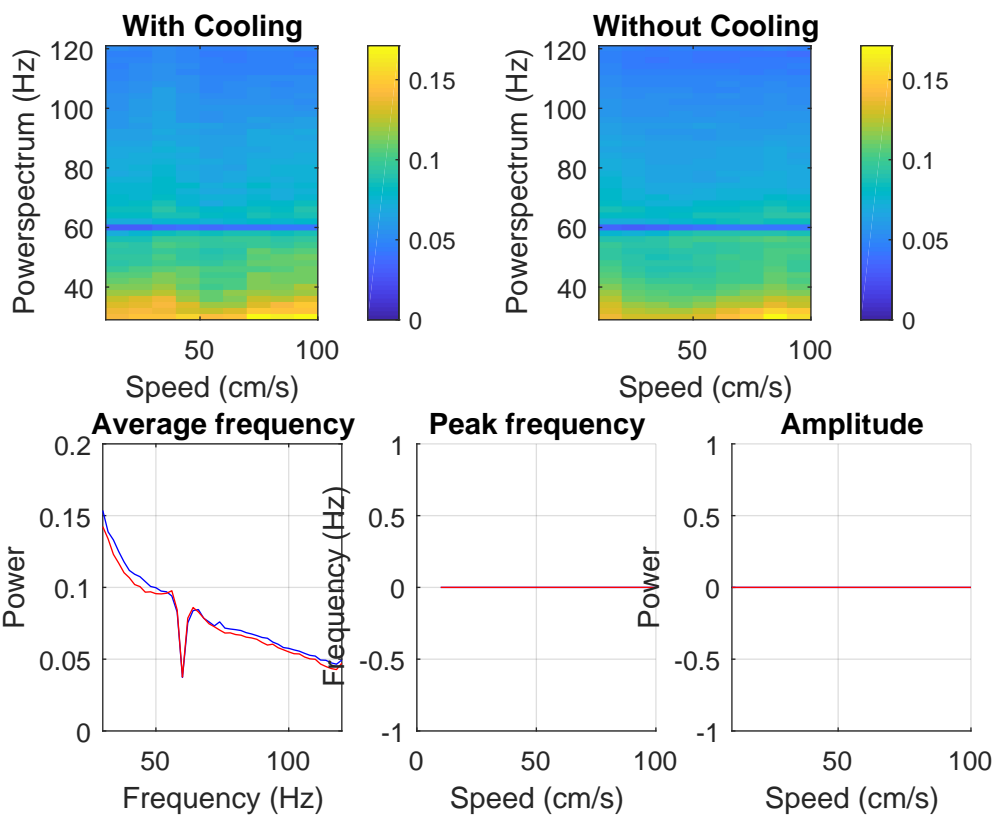 With Cooling
Powerspectrum (Hz)
120
100
80
60
40
50
100
Speed (cm/s)
0.15
0.1
0.05
0
Without Cooling
Powerspectrum (Hz)
120
100
80
60
40
50
100
Speed (cm/s)
0.15
0.1
0.05
0
Average frequency
Power
0.2
0.15
0.1
0.05
0
50
100
Frequency (Hz)
Peak frequency
Frequency (Hz)
1
0.5
0
-0.5
-1
0
50
100
Speed (cm/s)
Amplitude
Power
1
0.5
0
-0.5
-1
50
100
Speed (cm/s)